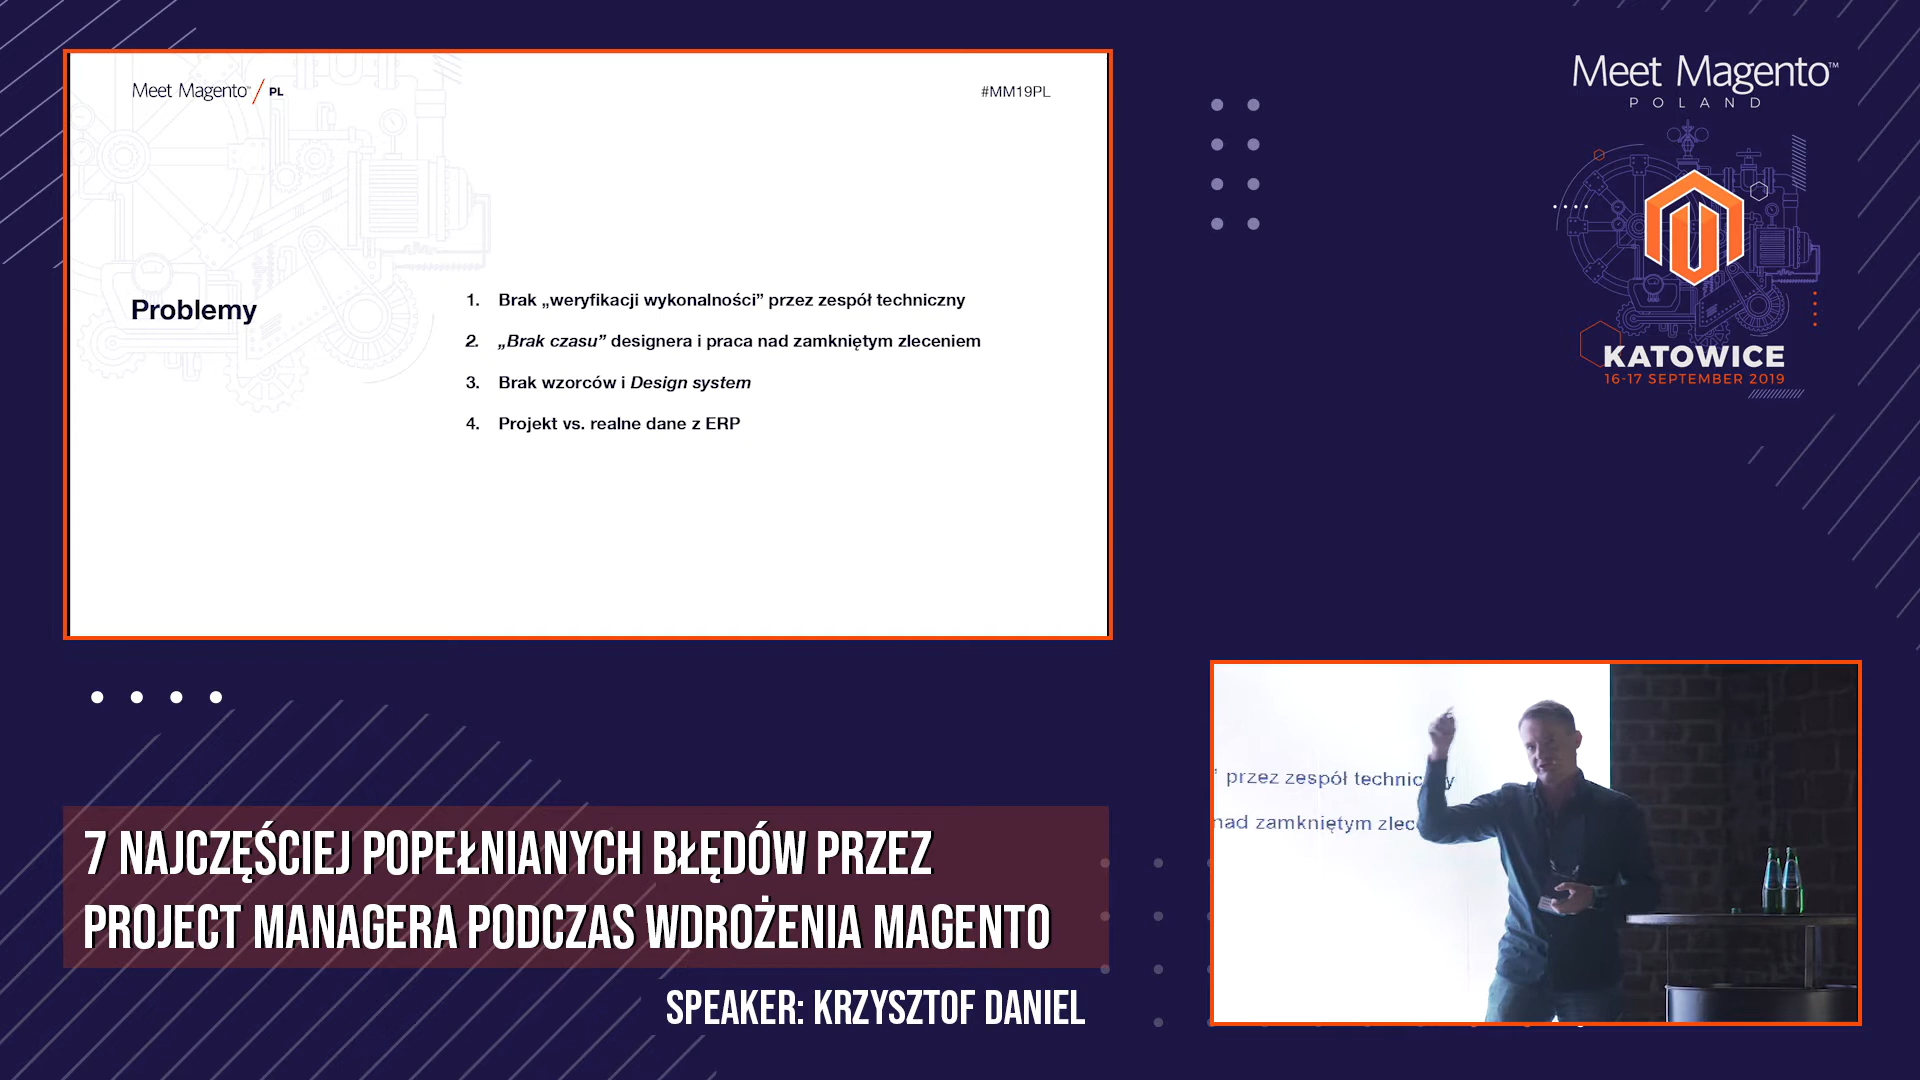 Meet Magento™ / PL
#MM19PL
Problemy
1. Brak „weryfikacji wykonalności” przez zespół techniczny
2. „Brak czasu” designera i praca nad zamkniętym zleceniem
3. Brak wzorców i Design system
4. Projekt vs. realne dane z ERP
Meet Magento™
POLAND
KATOWICE
16-17 SEPTEMBER 2019
” przez zespół techniczny
nad zamkniętym zlec
7 NAJCZĘŚCIEJ POPEŁNIANYCH BŁĘDÓW PRZEZ
PROJECT MANAGERA PODCZAS WDROŻENIA MAGENTO
SPEAKER: KRZYSZTOF DANIEL